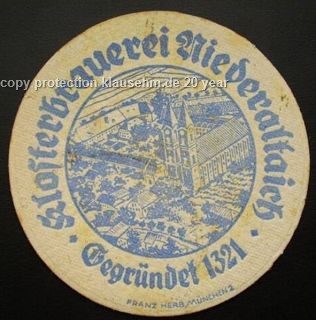 Klosterbrauerei Niederaltaich
copy protection klausehm.de 20 year
· Gegründet 1321 ·
FRANZ HERB, MÜNCHEN 2